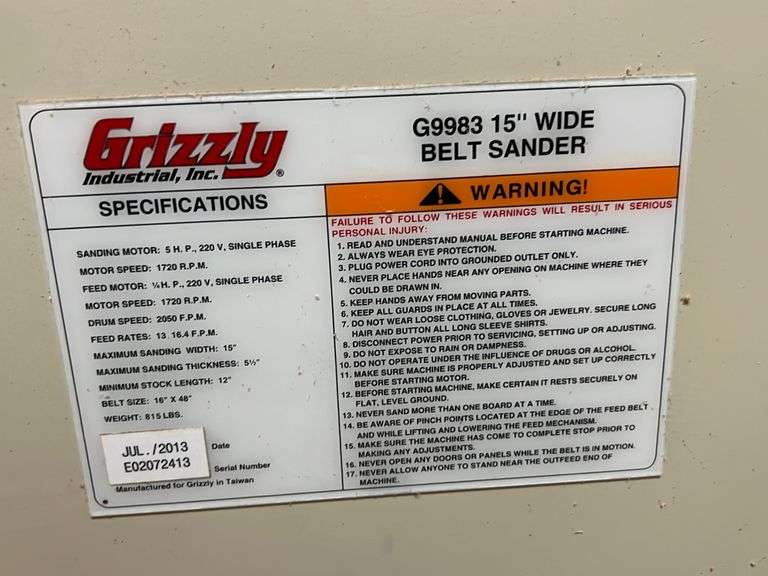 Grizzly
Industrial, Inc.®
G9983 15" WIDE
BELT SANDER
SPECIFICATIONS
SANDING MOTOR: 5 H. P., 220 V, SINGLE PHASE
MOTOR SPEED: 1720 R.P.M.
FEED MOTOR: ¼ H. P., 220 V, SINGLE PHASE
MOTOR SPEED: 1720 R.P.M.
DRUM SPEED: 2050 F.P.M.
FEED RATES: 13, 16.4 F.P.M.
MAXIMUM SANDING WIDTH: 15"
MAXIMUM SANDING THICKNESS: 5½"
MINIMUM STOCK LENGTH: 12"
BELT SIZE: 16" X 48"
WEIGHT: 815 LBS.
JUL./2013 Date
E02072413 Serial Number
Manufactured for Grizzly in Taiwan
WARNING!
FAILURE TO FOLLOW THESE WARNINGS WILL RESULT IN SERIOUS
PERSONAL INJURY:
1. READ AND UNDERSTAND MANUAL BEFORE STARTING MACHINE.
2. ALWAYS WEAR EYE PROTECTION.
3. PLUG POWER CORD INTO GROUNDED OUTLET ONLY.
4. NEVER PLACE HANDS NEAR ANY OPENING ON MACHINE WHERE THEY
COULD BE DRAWN IN.
5. KEEP HANDS AWAY FROM MOVING PARTS.
6. KEEP ALL GUARDS IN PLACE AT ALL TIMES.
7. DO NOT WEAR LOOSE CLOTHING, GLOVES OR JEWELRY. SECURE LONG
HAIR AND BUTTON ALL LONG SLEEVE SHIRTS.
8. DISCONNECT POWER PRIOR TO SERVICING, SETTING UP OR ADJUSTING.
9. DO NOT EXPOSE TO RAIN OR DAMPNESS.
10. DO NOT OPERATE UNDER THE INFLUENCE OF DRUGS OR ALCOHOL.
11. MAKE SURE MACHINE IS PROPERLY ADJUSTED AND SET UP CORRECTLY
BEFORE STARTING MOTOR.
12. BEFORE STARTING MACHINE, MAKE CERTAIN IT RESTS SECURELY ON
FLAT, LEVEL GROUND.
13. NEVER SAND MORE THAN ONE BOARD AT A TIME.
14. BE AWARE OF PINCH POINTS LOCATED AT THE EDGE OF THE FEED BELT
AND WHILE LIFTING AND LOWERING THE FEED MECHANISM.
15. MAKE SURE THE MACHINE HAS COME TO COMPLETE STOP PRIOR TO
MAKING ANY ADJUSTMENTS.
16. NEVER OPEN ANY DOORS OR PANELS WHILE THE BELT IS IN MOTION.
17. NEVER ALLOW ANYONE TO STAND NEAR THE OUTFEED END OF
MACHINE.